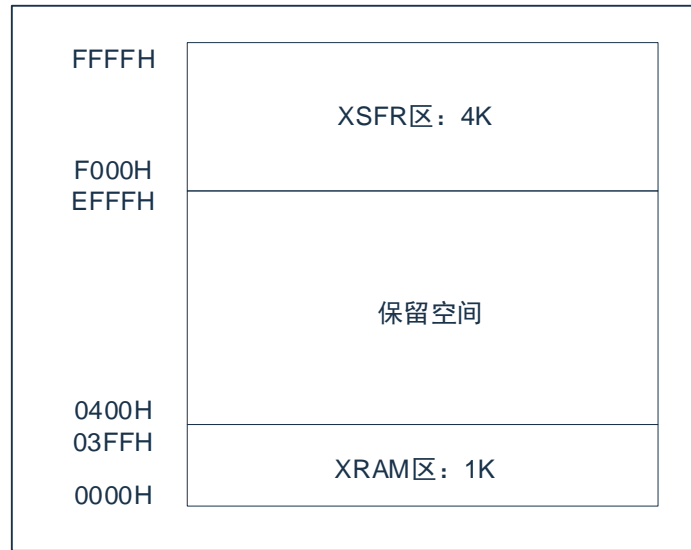 FFFFH
XSFR区：4K
F000H
EFFFH
保留空间
0400H
03FFH
XRAM区：1K
0000H